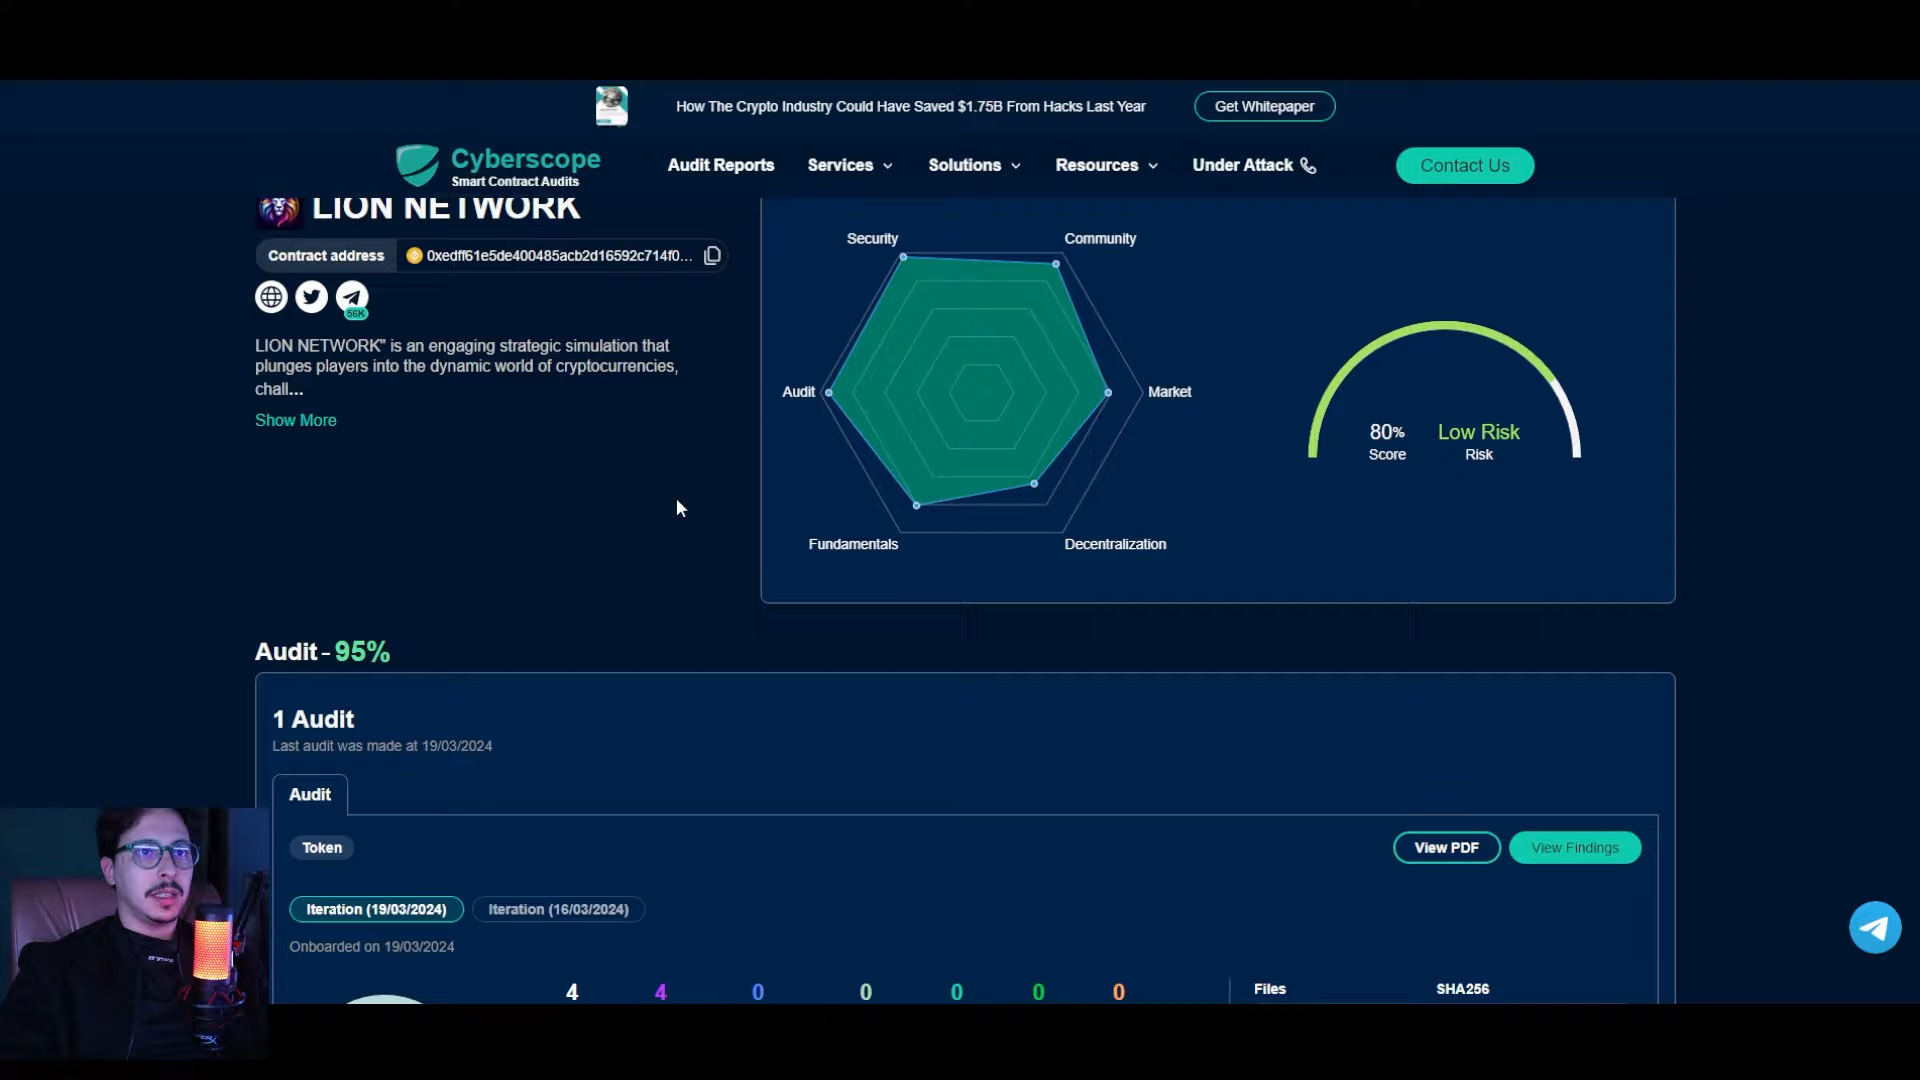 How The Crypto Industry Could Have Saved $1.75B From Hacks Last Year
Get Whitepaper
Cyberscope
Smart Contract Audits
Audit Reports
Services
Solutions
Resources
Under Attack
Contact Us
LION NETWORK
Contract address
0xedff61e5de400485acb2d16592c714f0...
56K
LION NETWORK" is an engaging strategic simulation that
plunges players into the dynamic world of cryptocurrencies,
chall...
Show More
Security
Community
Audit
Market
Fundamentals
Decentralization
80%
Score
Low Risk
Risk
Audit - 95%
1 Audit
Last audit was made at 19/03/2024
Audit
Token
View PDF
View Findings
Iteration (19/03/2024)
Iteration (16/03/2024)
Onboarded on 19/03/2024
4 4 0 0 0 0 0
Files
SHA256